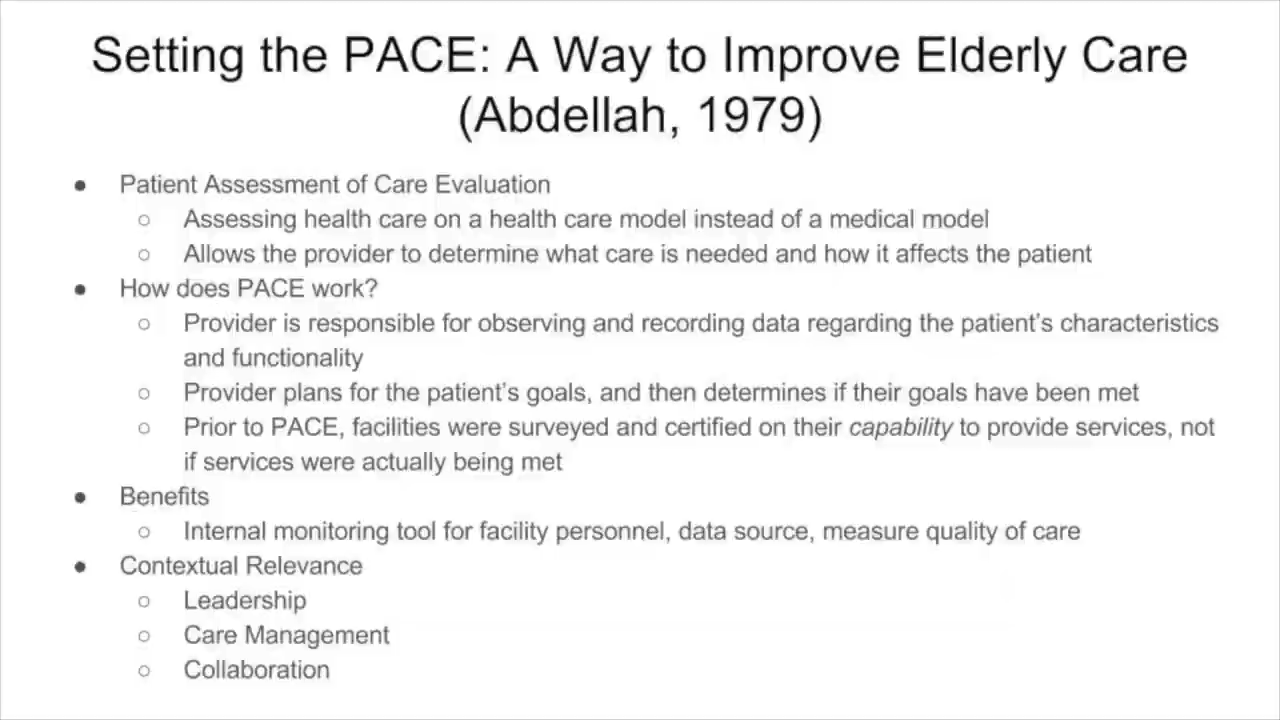 Setting the PACE: A Way to Improve Elderly Care
(Abdellah, 1979)
● Patient Assessment of Care Evaluation
○ Assessing health care on a health care model instead of a medical model
○ Allows the provider to determine what care is needed and how it affects the patient
● How does PACE work?
○ Provider is responsible for observing and recording data regarding the patient's characteristics
and functionality
○ Provider plans for the patient's goals, and then determines if their goals have been met
○ Prior to PACE, facilities were surveyed and certified on their capability to provide services, not
if services were actually being met
● Benefits
○ Internal monitoring tool for facility personnel, data source, measure quality of care
● Contextual Relevance
○ Leadership
○ Care Management
○ Collaboration